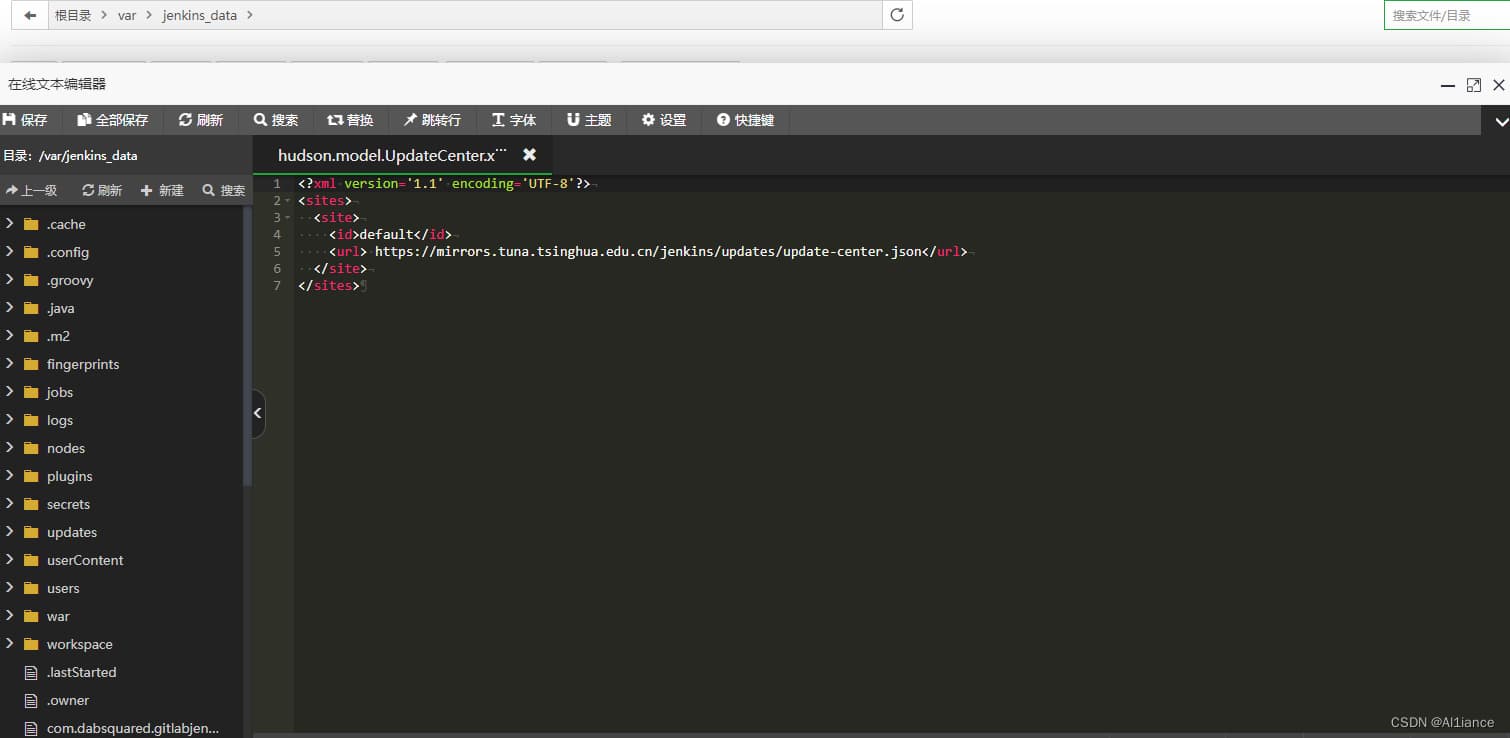 根目录 var jenkins_data
搜索文件/目录
在线文本编辑器
保存 全部保存 刷新 搜索 替换 跳转行 字体 主题 设置 快捷键
目录: /var/jenkins_data
hudson.model.UpdateCenter.x...
上一级 刷新 新建 搜索
.cache
.config
.groovy
.java
.m2
fingerprints
jobs
logs
nodes
plugins
secrets
updates
userContent
users
war
workspace
.lastStarted
.owner
com.dabsquared.gitlabjen...
1 <?xml version='1.1' encoding='UTF-8'?>
2 <sites>
3 <site>
4 <id>default</id>
5 <url> https://mirrors.tuna.tsinghua.edu.cn/jenkins/updates/update-center.json</url>
6 </site>
7 </sites>
CSDN @Al1iance